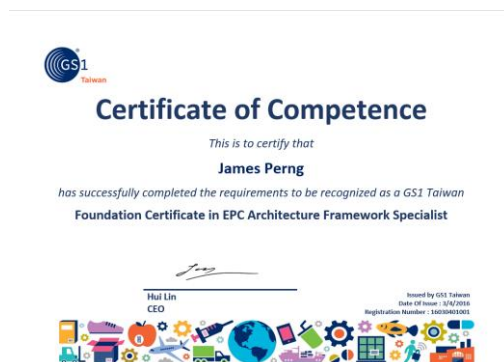 GS1
Taiwan
Certificate of Competence
This is to certify that
James Perng
has successfully completed the requirements to be recognized as a GS1 Taiwan
Foundation Certificate in EPC Architecture Framework Specialist
Hui Lin
CEO
Issued by GS1 Taiwan
Date Of Issue : 3/4/2016
Registration Number : 16030401001